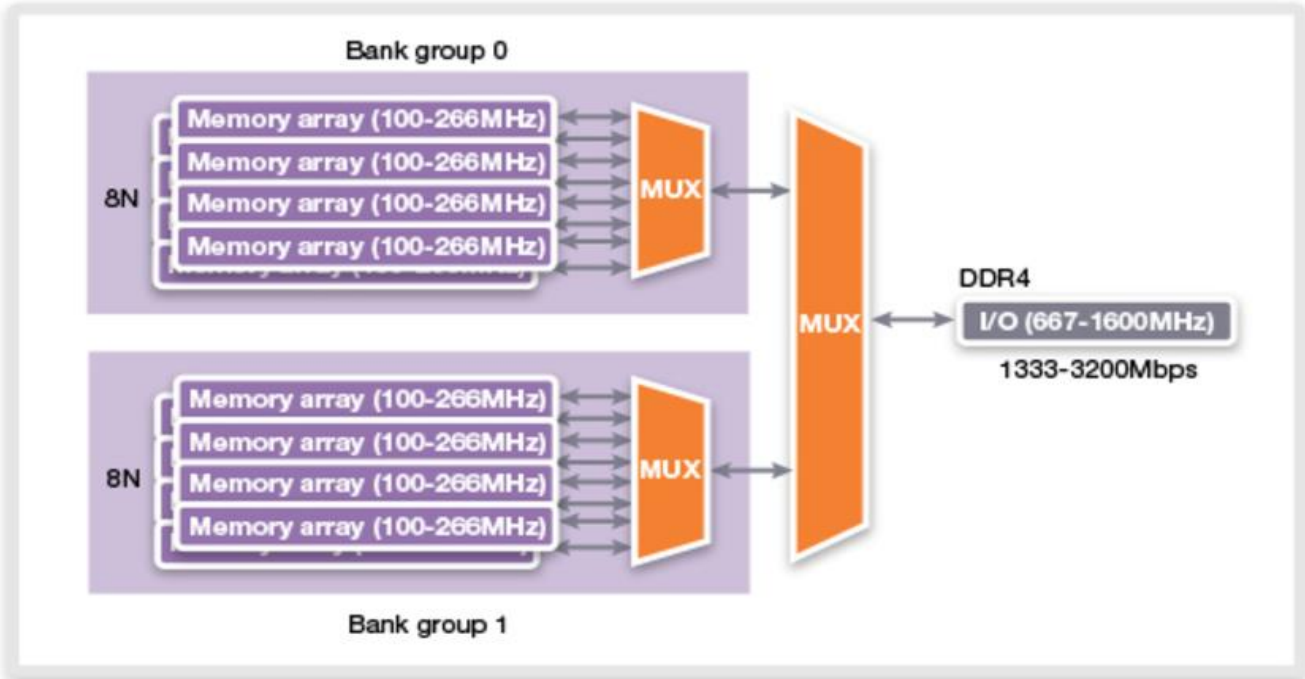 Bank group 0
Memory array (100-266MHz)
Memory array (100-266MHz)
8N
Memory array (100-266MHz)
Memory array (100-266MHz)
MUX
MUX
DDR4
I/O (667-1600MHz)
1333-3200Mbps
Memory array (100-266MHz)
Memory array (100-266MHz)
8N
Memory array (100-266MHz)
Memory array (100-266MHz)
MUX
Bank group 1